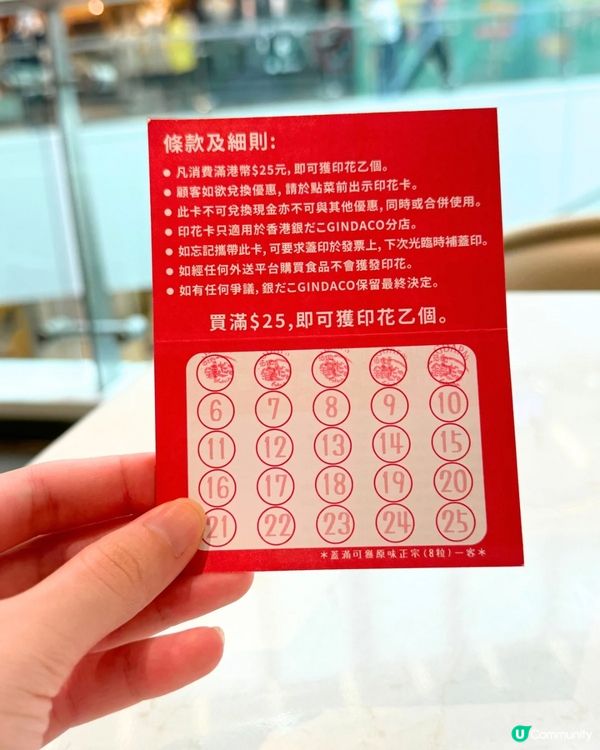 條款及細則:
● 凡消費滿港幣$25元, 即可獲印花乙個。
● 顧客如欲兌換優惠, 請於點菜前出示印花卡。
● 此卡不可兌換現金亦不可與其他優惠, 同時或合併使用。
● 印花卡只適用於香港銀だこGINDACO分店。
● 如忘記攜帶此卡, 可要求蓋印於發票上, 下次光臨時補蓋印。
● 如經任何外送平台購買食品不會獲發印花。
● 如有任何爭議, 銀だこGINDACO保留最終決定。
買滿$25, 即可獲印花乙個。
6 7 8 9 10
11 12 13 14 15
16 17 18 19 20
21 22 23 24 25
*蓋滿可獲原味正宗(8粒)一客*
U Community